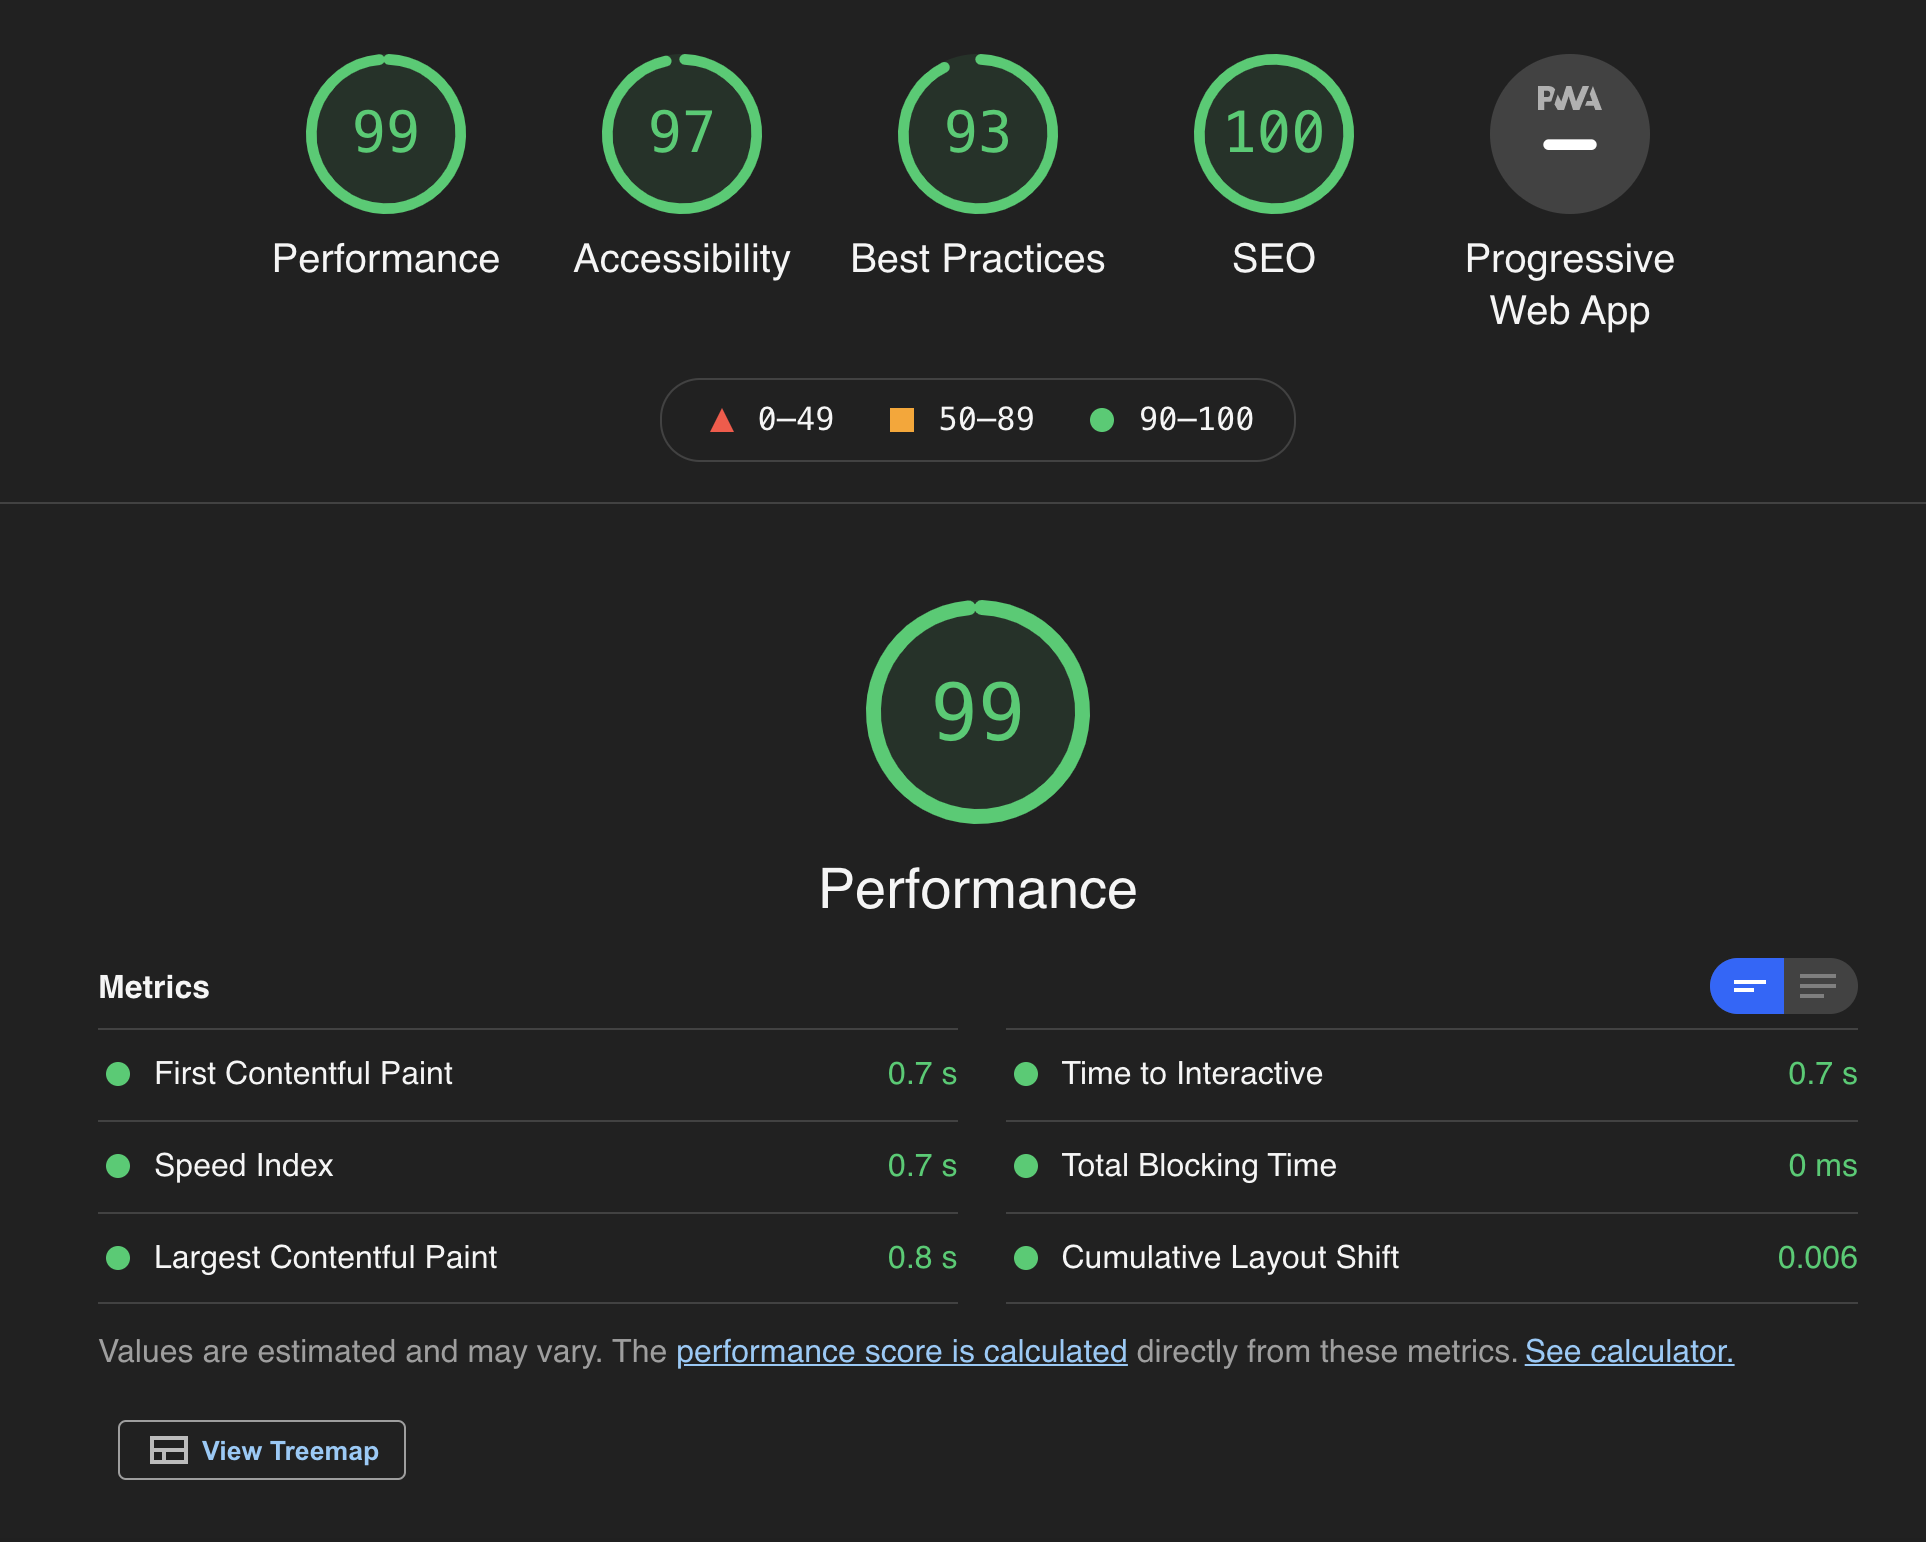 99
97
93
100
PWA
Performance
Accessibility
Best Practices
SEO
Progressive
Web App
0–49
50–89
90–100
99
Performance
Metrics
First Contentful Paint 0.7 s
Time to Interactive 0.7 s
Speed Index 0.7 s
Total Blocking Time 0 ms
Largest Contentful Paint 0.8 s
Cumulative Layout Shift 0.006
Values are estimated and may vary. The performance score is calculated directly from these metrics. See calculator.
View Treemap